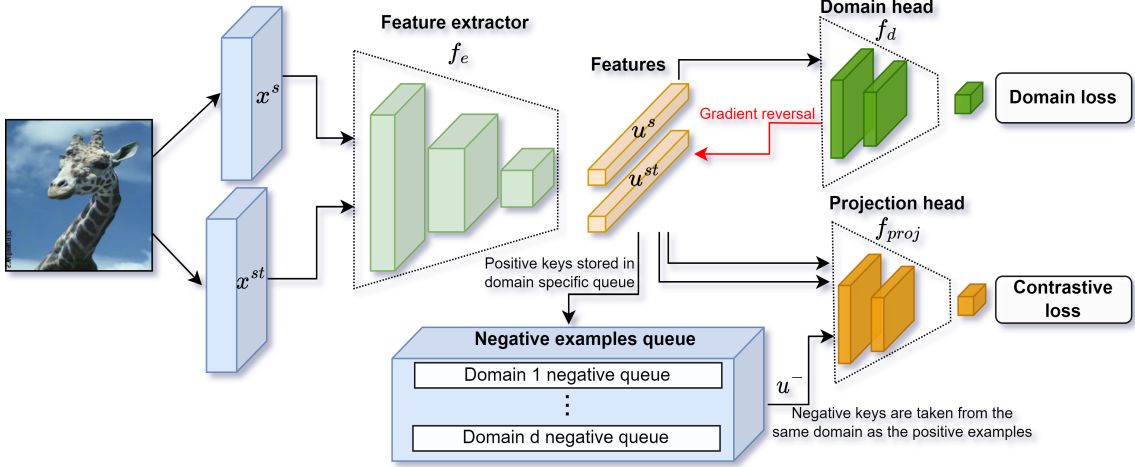 Feature extractor
f_e
x^s
x^{st}
Features
u^s
u^{st}
Domain head
f_d
Gradient reversal
Domain loss
Projection head
f_{proj}
Contrastive
loss
Positive keys stored in
domain specific queue
Negative examples queue
Domain 1 negative queue
⋮
Domain d negative queue
u^-
Negative keys are taken from the
same domain as the positive examples